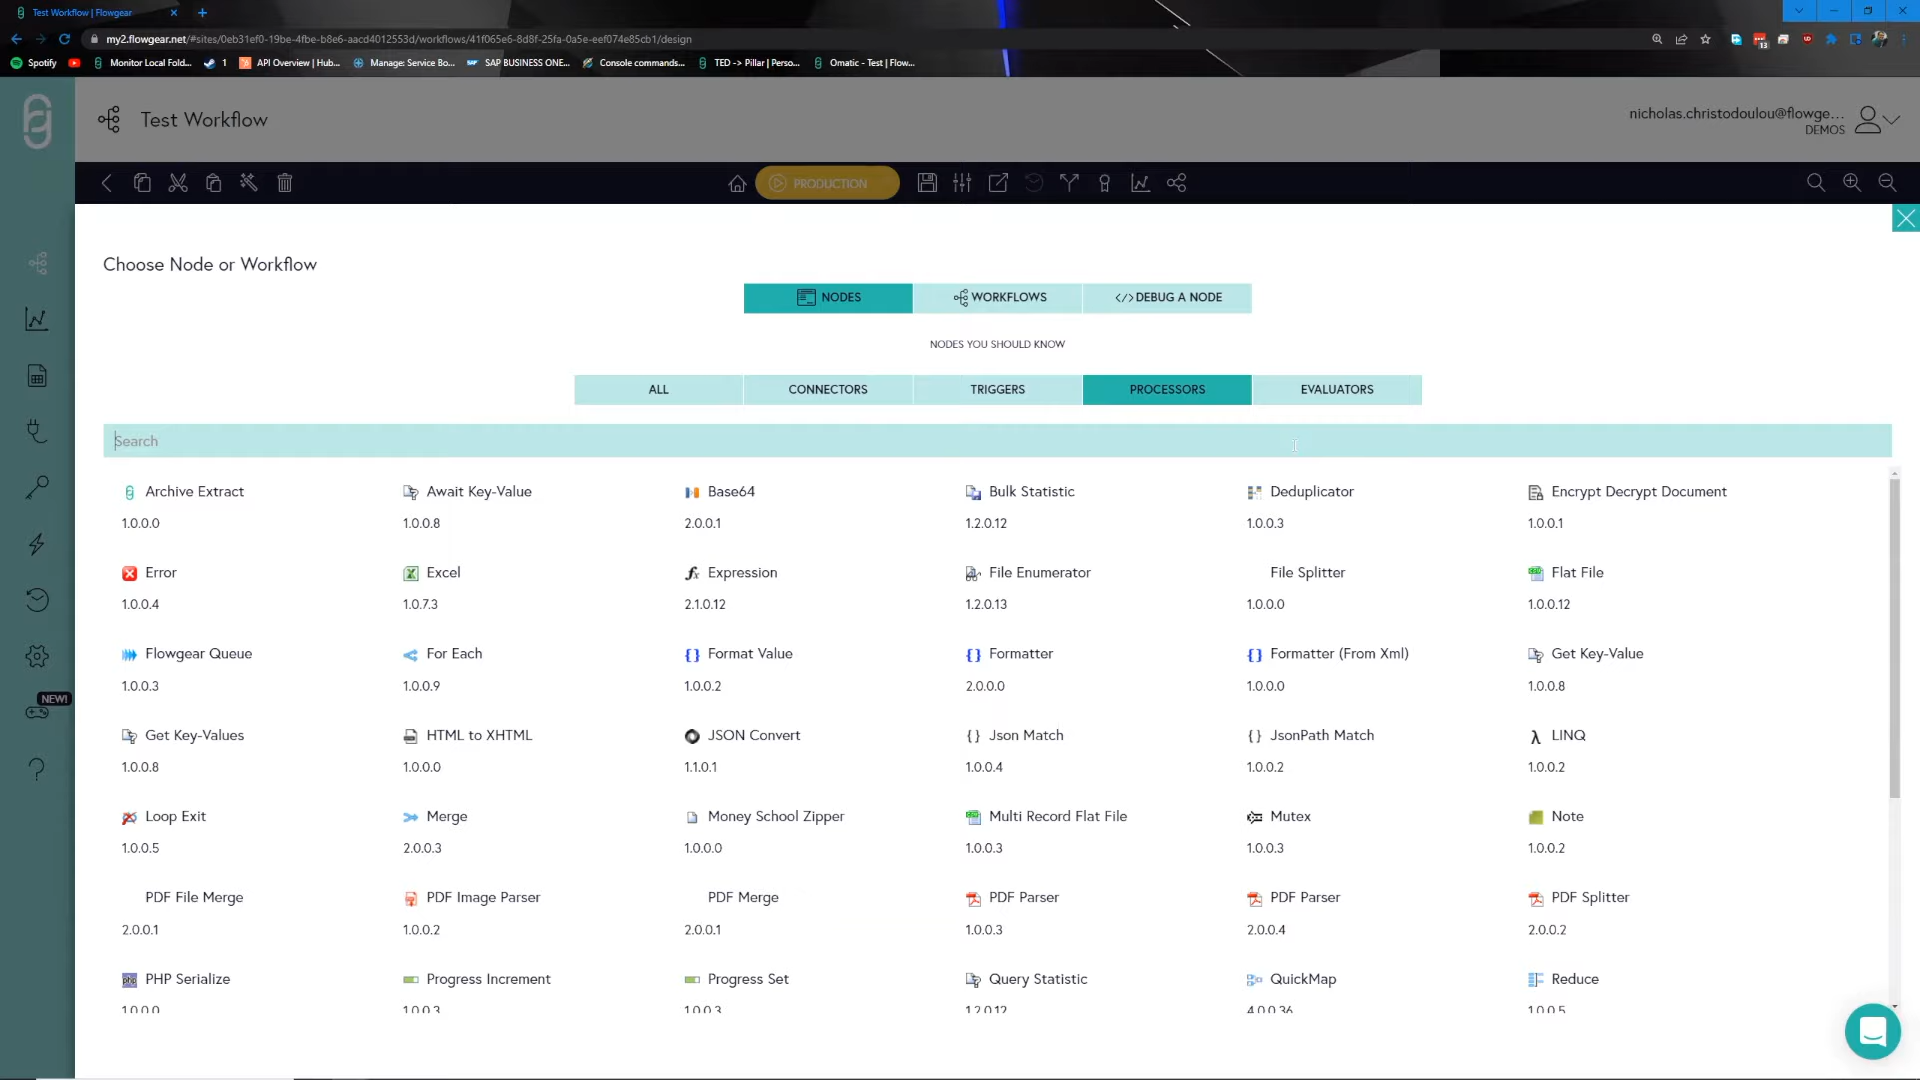 Test Workflow | Flowgear
my2.flowgear.net/#sites/0eb31ef0-19be-4fbe-b8e6-aacd4012553d/workflows/41f065e6-8d8f-25fa-0a5e-eef074e85cb1/design
13
Spotify Monitor Local Fold... 1 API Overview | Hub... Manage: Service Bo... SAP BUSINESS ONE... Console commands... TED -> Pillar | Perso... Omatic - Test | Flow...
Test Workflow
nicholas.christodoulou@flowge...
DEMOS
PRODUCTION
Choose Node or Workflow
NODES WORKFLOWS </> DEBUG A NODE
NODES YOU SHOULD KNOW
ALL CONNECTORS TRIGGERS PROCESSORS EVALUATORS
Search
Archive Extract Await Key-Value Base64 Bulk Statistic Deduplicator Encrypt Decrypt Document
1.0.0.0 1.0.0.8 2.0.0.1 1.2.0.12 1.0.0.3 1.0.0.1
Error Excel Expression File Enumerator File Splitter Flat File
1.0.0.4 1.0.7.3 2.1.0.12 1.2.0.13 1.0.0.0 1.0.0.12
Flowgear Queue For Each Format Value Formatter Formatter (From Xml) Get Key-Value
1.0.0.3 1.0.0.9 1.0.0.2 2.0.0.0 1.0.0.0 1.0.0.8
NEW!
Get Key-Values HTML to XHTML JSON Convert Json Match JsonPath Match LINQ
1.0.0.8 1.0.0.0 1.1.0.1 1.0.0.4 1.0.0.2 1.0.0.2
Loop Exit Merge Money School Zipper Multi Record Flat File Mutex Note
1.0.0.5 2.0.0.3 1.0.0.0 1.0.0.3 1.0.0.3 1.0.0.2
PDF File Merge PDF Image Parser PDF Merge PDF Parser PDF Parser PDF Splitter
2.0.0.1 1.0.0.2 2.0.0.1 1.0.0.3 2.0.0.4 2.0.0.2
PHP Serialize Progress Increment Progress Set Query Statistic QuickMap Reduce
1.0.0.0 1.0.0.3 1.0.0.3 1.2.0.12 4.0.0.36 1.0.0.5